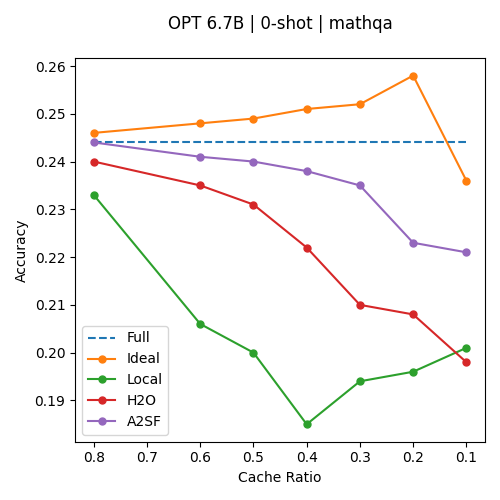 OPT 6.7B | 0-shot | mathqa
0.26
0.25
0.24
0.23
0.22
0.21
0.20
0.19
Accuracy
Full
Ideal
Local
H2O
A2SF
0.8 0.7 0.6 0.5 0.4 0.3 0.2 0.1
Cache Ratio